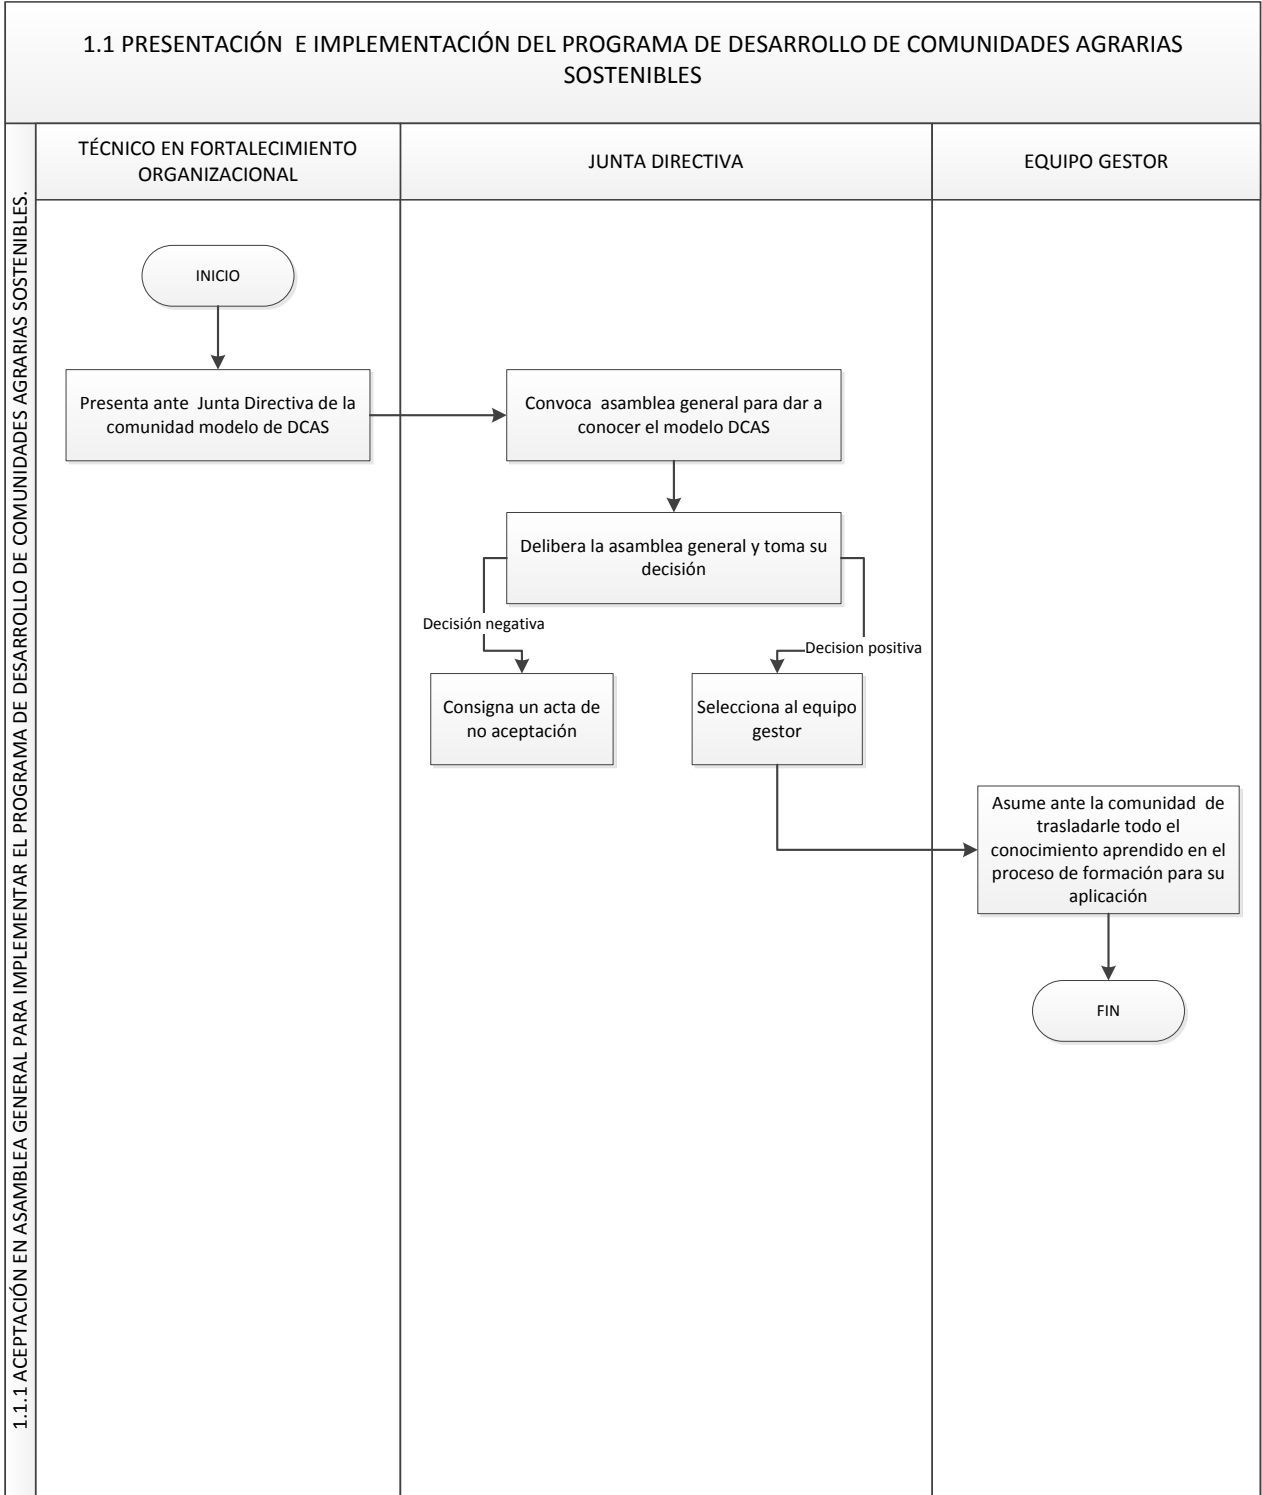 1.1 PRESENTACIÓN  E IMPLEMENTACIÓN DEL PROGRAMA DE DESARROLLO DE COMUNIDADES AGRARIAS
SOSTENIBLES
1.1.1 ACEPTACIÓN EN ASAMBLEA GENERAL PARA IMPLEMENTAR EL PROGRAMA DE DESARROLLO DE COMUNIDADES AGRARIAS SOSTENIBLES.
TÉCNICO EN FORTALECIMIENTO
ORGANIZACIONAL
JUNTA DIRECTIVA
EQUIPO GESTOR
INICIO
Presenta ante  Junta Directiva de la
comunidad modelo de DCAS
Convoca  asamblea general para dar a
conocer el modelo DCAS
Delibera la asamblea general y toma su
decisión
Decisión negativa
Decision positiva
Consigna un acta de
no aceptación
Selecciona al equipo
gestor
Asume ante la comunidad  de
trasladarle todo el
conocimiento aprendido en el
proceso de formación para su
aplicación
FIN